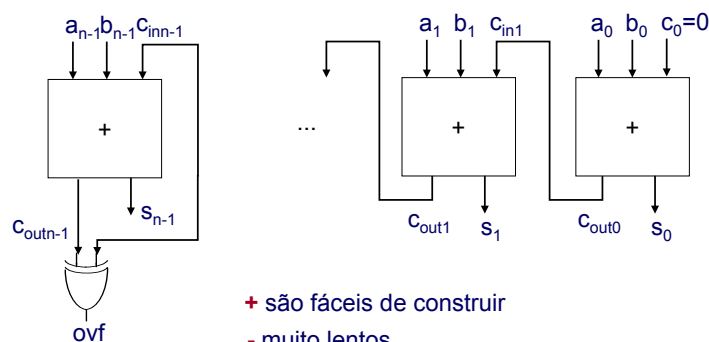 aₙ₋₁ bₙ₋₁ cᵢₙₙ₋₁
a₁ b₁ cᵢₙ₁
a₀ b₀ c₀=0
+
...
+
+
sₙ₋₁
cₒᵤₜₙ₋₁
cₒᵤₜ₁
s₁
cₒᵤₜ₀
s₀
ovf
+ são fáceis de construir
- muito lentos